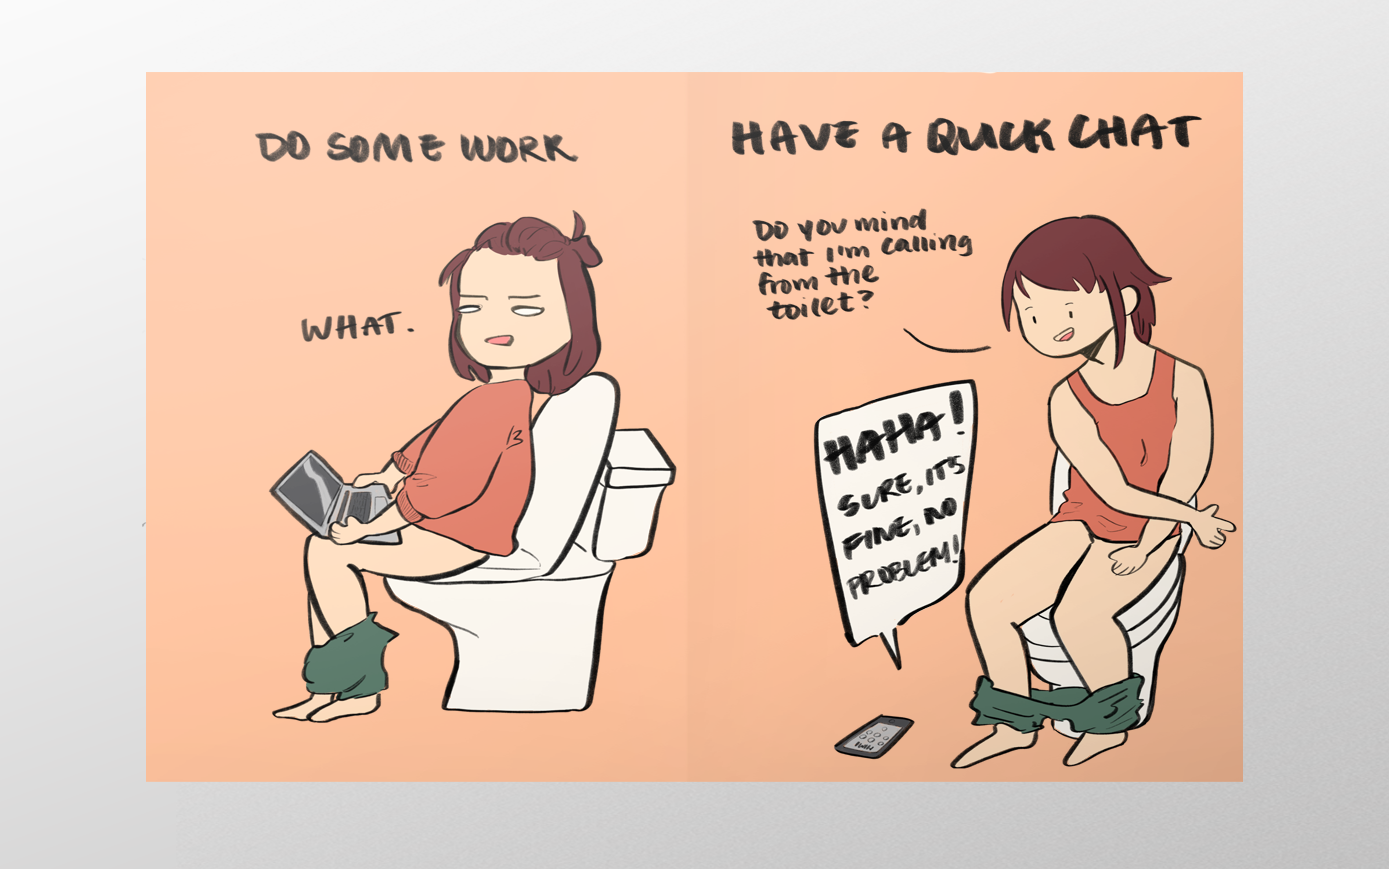 DO SOME WORK
WHAT.
HAVE A QUICK CHAT
Do you mind
that I'm calling
from the
toilet?
HAHA!
SURE, IT'S
FINE, NO
PROBLEM!